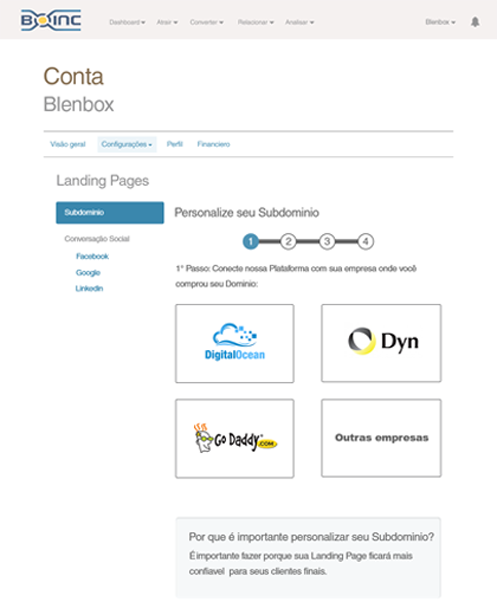 BOINC Dashboard Atrair Converter Relacionar Analisar Blenbox
Conta
Blenbox
Visão geral Configurações Perfil Financiero
Landing Pages
Subdominio
Personalize seu Subdominio
Conversação Social
Facebook
Google
Linkedin
1 2 3 4
1° Passo: Conecte nossa Plataforma com sua empresa onde você
comprou seu Dominio:
DigitalOcean
Dyn
Go Daddy .COM
Outras empresas
Por que é importante personalizar seu Subdominio?
É importante fazer porque sua Landing Page ficará mais
confiavel para seus clientes finais.